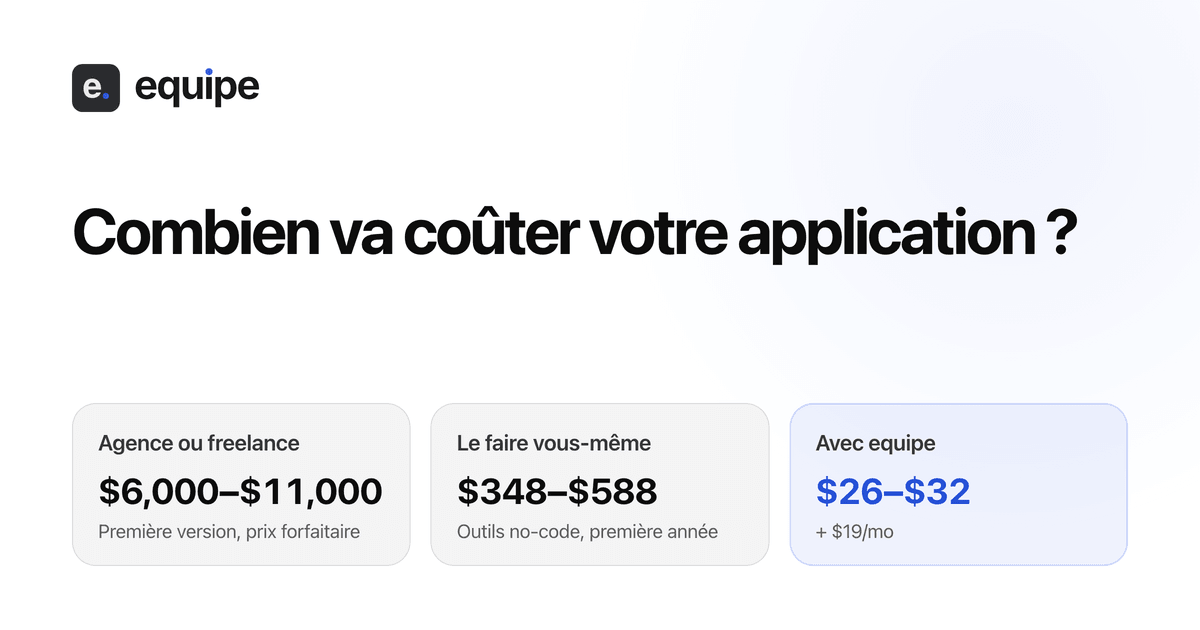 e. equipe
Combien va coûter votre application ?
Agence ou freelance
$6,000–$11,000
Première version, prix forfaitaire
Le faire vous-même
$348–$588
Outils no-code, première année
Avec equipe
$26–$32
+ $19/mo